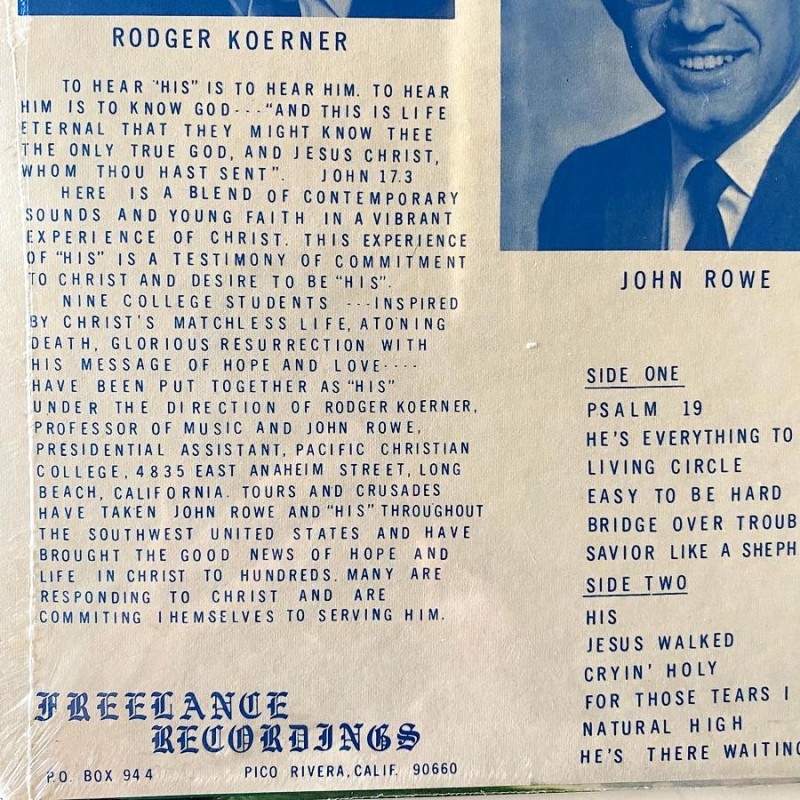 RODGER KOERNER
TO HEAR "HIS" IS TO HEAR HIM. TO HEAR
HIM IS TO KNOW GOD---"AND THIS IS LIFE
ETERNAL THAT THEY MIGHT KNOW THEE
THE ONLY TRUE GOD, AND JESUS CHRIST,
WHOM THOU HAST SENT". JOHN 17.3
HERE IS A BLEND OF CONTEMPORARY
SOUNDS AND YOUNG FAITH IN A VIBRANT
EXPERIENCE OF CHRIST. THIS EXPERIENCE
OF "HIS" IS A TESTIMONY OF COMMITMENT
TO CHRIST AND DESIRE TO BE "HIS".
NINE COLLEGE STUDENTS ---INSPIRED
BY CHRIST'S MATCHLESS LIFE, ATONING
DEATH, GLORIOUS RESURRECTION WITH
HIS MESSAGE OF HOPE AND LOVE----
HAVE BEEN PUT TOGETHER AS "HIS"
UNDER THE DIRECTION OF RODGER KOERNER,
PROFESSOR OF MUSIC AND JOHN ROWE,
PRESIDENTIAL ASSISTANT, PACIFIC CHRISTIAN
COLLEGE, 4835 EAST ANAHEIM STREET, LONG
BEACH, CALIFORNIA. TOURS AND CRUSADES
HAVE TAKEN JOHN ROWE AND "HIS" THROUGHOUT
THE SOUTHWEST UNITED STATES AND HAVE
BROUGHT THE GOOD NEWS OF HOPE AND
LIFE IN CHRIST TO HUNDREDS. MANY ARE
RESPONDING TO CHRIST AND ARE
COMMITING THEMSELVES TO SERVING HIM.
FREELANCE
RECORDINGS
P.O. BOX 944 PICO RIVERA, CALIF. 90660
JOHN ROWE
SIDE ONE
PSALM 19
HE'S EVERYTHING TO
LIVING CIRCLE
EASY TO BE HARD
BRIDGE OVER TROUB
SAVIOR LIKE A SHEPH
SIDE TWO
HIS
JESUS WALKED
CRYIN' HOLY
FOR THOSE TEARS I
NATURAL HIGH
HE'S THERE WAITING